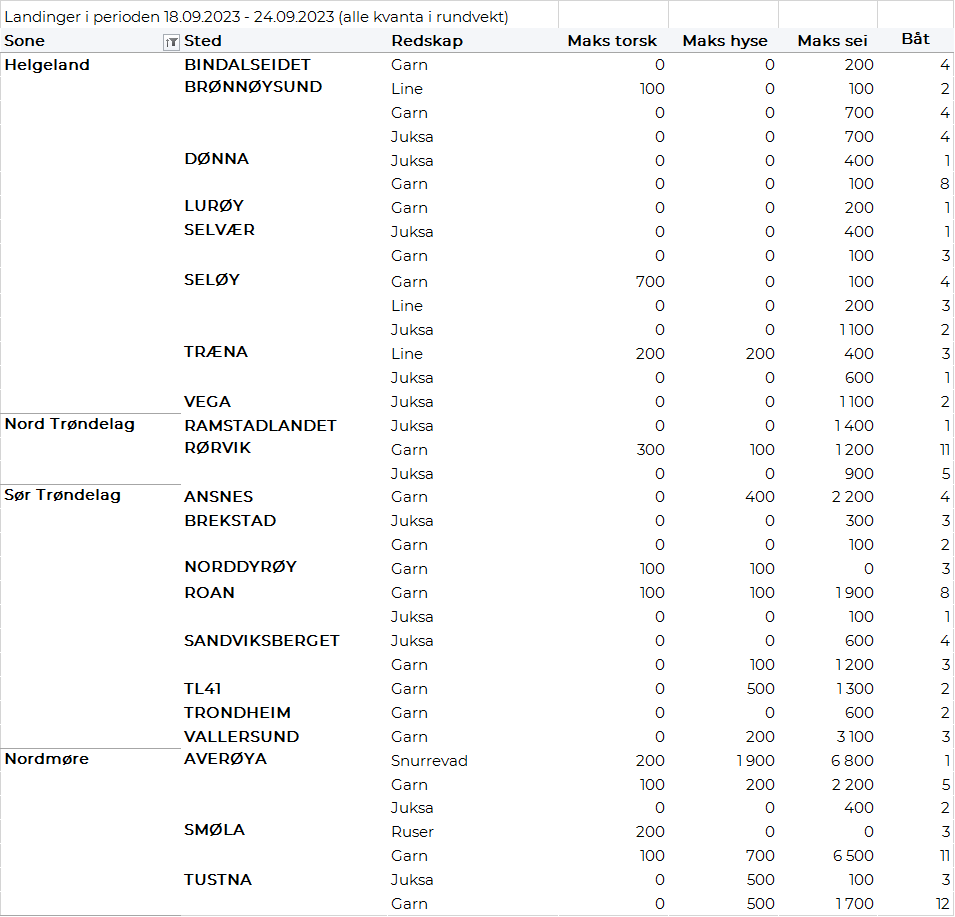 Landinger i perioden 18.09.2023 - 24.09.2023 (alle kvanta i rundvekt)
Sone Sted Redskap Maks torsk Maks hyse Maks sei Båt
Helgeland BINDALSEIDET Garn 0 0 200 4
BRØNNØYSUND Line 100 0 100 2
Garn 0 0 700 4
Juksa 0 0 700 4
DØNNA Juksa 0 0 400 1
Garn 0 0 100 8
LURØY Garn 0 0 200 1
SELVÆR Juksa 0 0 400 1
Garn 0 0 100 3
SELØY Garn 700 0 100 4
Line 0 0 200 3
Juksa 0 0 1 100 2
TRÆNA Line 200 200 400 3
Juksa 0 0 600 1
VEGA Juksa 0 0 1 100 2
Nord Trøndelag RAMSTADLANDET Juksa 0 0 1 400 1
RØRVIK Garn 300 100 1 200 11
Juksa 0 0 900 5
Sør Trøndelag ANSNES Garn 0 400 2 200 4
BREKSTAD Juksa 0 0 300 3
Garn 0 0 100 2
NORDDYRØY Garn 100 100 0 3
ROAN Garn 100 100 1 900 8
Juksa 0 0 100 1
SANDVIKSBERGET Juksa 0 0 600 4
Garn 0 100 1 200 3
TL41 Garn 0 500 1 300 2
TRONDHEIM Garn 0 0 600 2
VALLERSUND Garn 0 200 3 100 3
Nordmøre AVERØYA Snurrevad 200 1 900 6 800 1
Garn 100 200 2 200 5
Juksa 0 0 400 2
SMØLA Ruser 200 0 0 3
Garn 100 700 6 500 11
TUSTNA Juksa 0 500 100 3
Garn 0 500 1 700 12